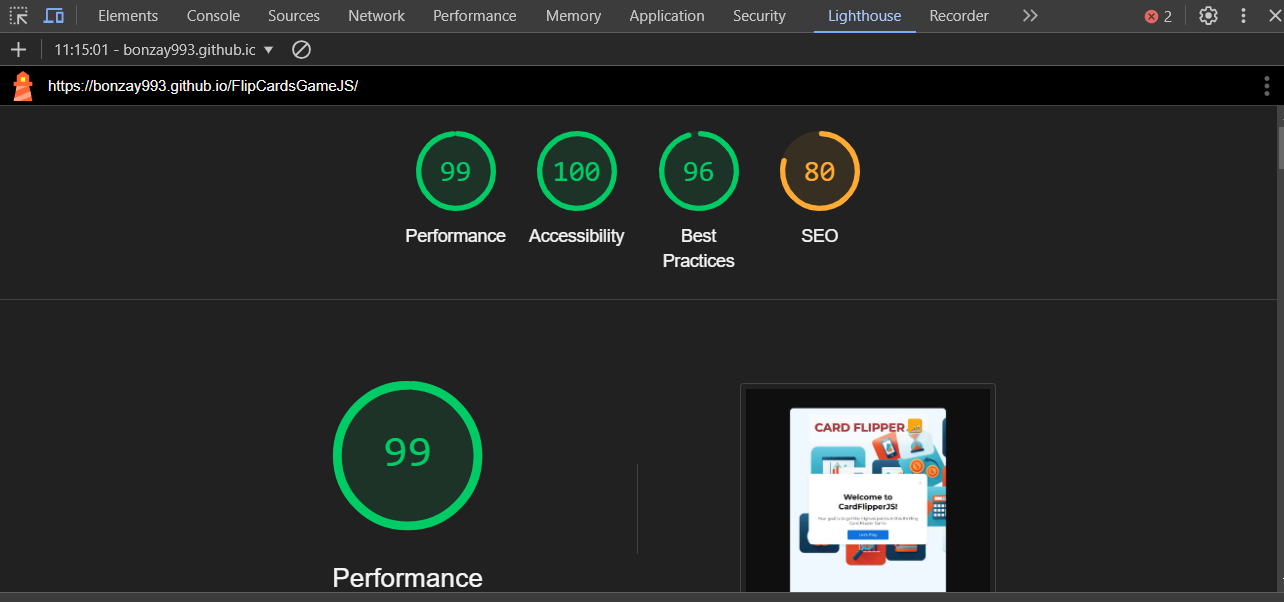 Elements Console Sources Network Performance Memory Application Security Lighthouse Recorder 2
11:15:01 - bonzay993.github.io
https://bonzay993.github.io/FlipCardsGameJS/
99 100 96 80
Performance Accessibility Best Practices SEO
99
Performance
CARD FLIPPER
Welcome to
CardFlipperJS!
Let's Play